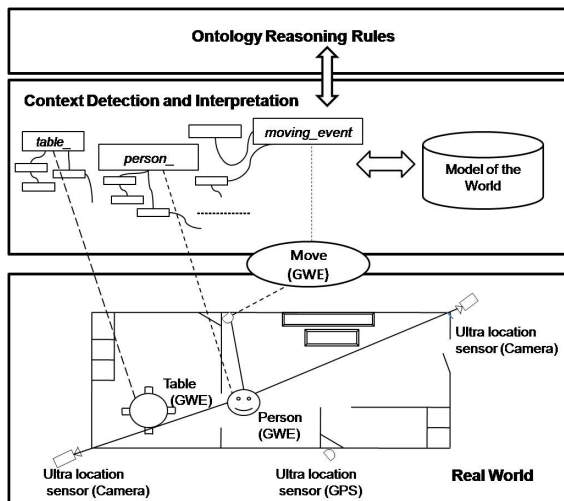 Ontology Reasoning Rules
Context Detection and Interpretation
table_
person_
moving_event
Model of the
World
Move
(GWE)
Ultra location
sensor (Camera)
Table
(GWE)
Person
(GWE)
Ultra location
sensor (Camera)
Ultra location
sensor (GPS)
Real World